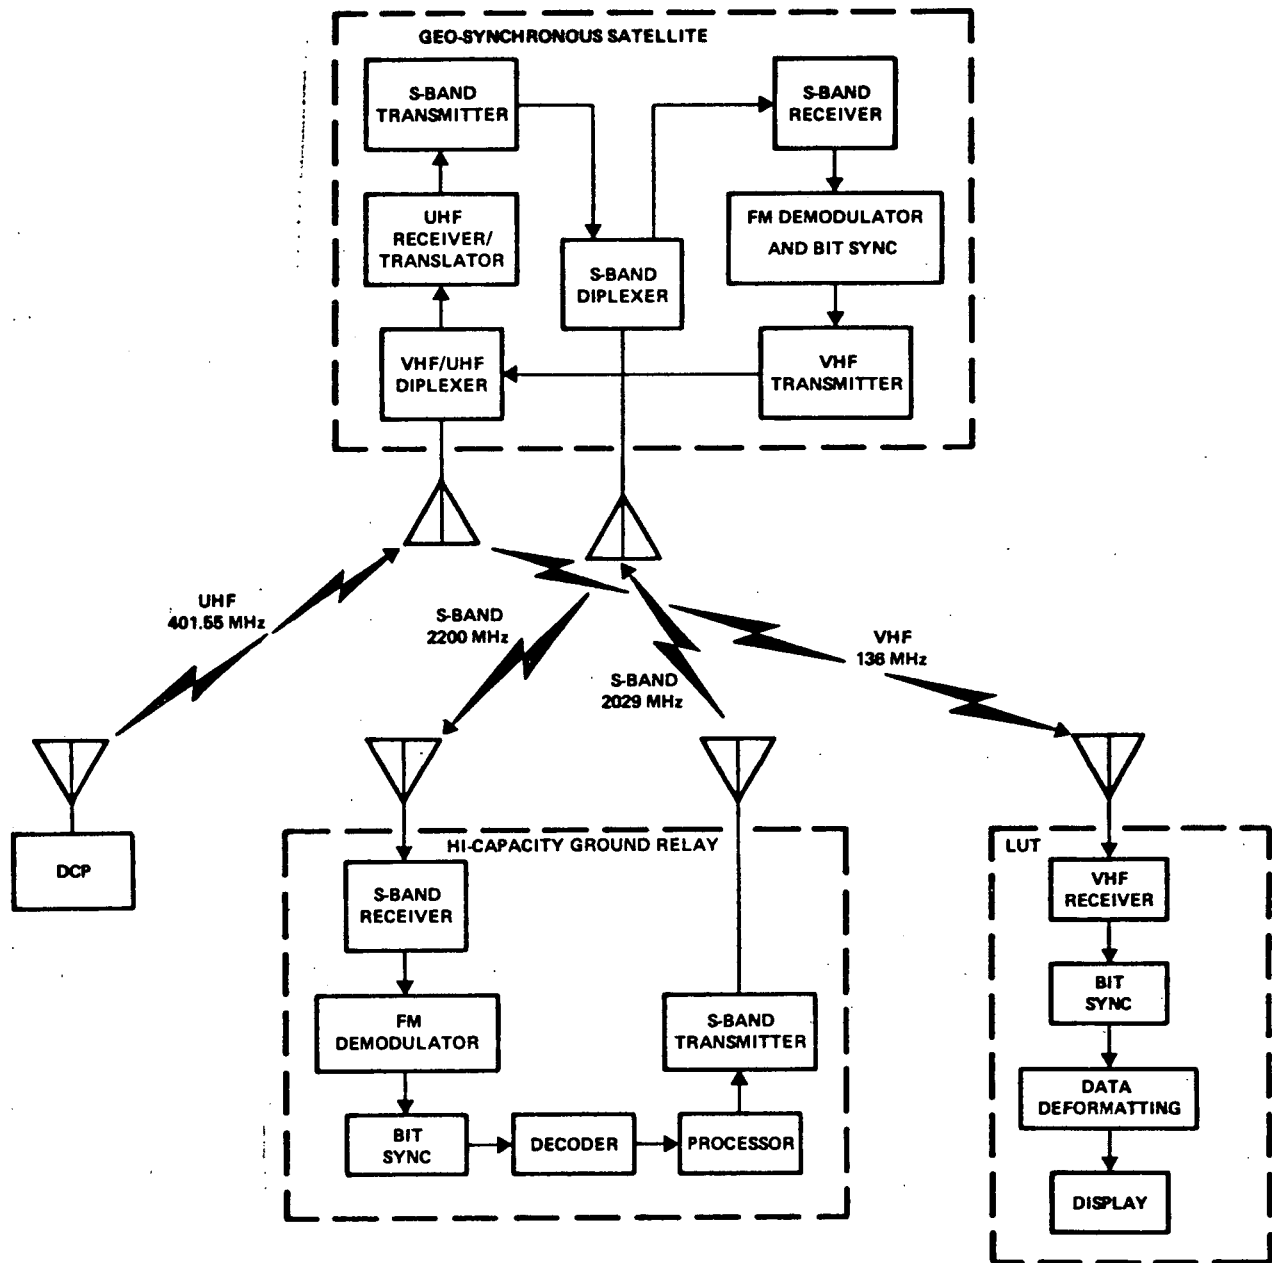 GEO-SYNCHRONOUS SATELLITE
S-BAND
TRANSMITTER
S-BAND
RECEIVER
UHF
RECEIVER/
TRANSLATOR
FM DEMODULATOR
AND BIT SYNC
S-BAND
DIPLEXER
VHF/UHF
DIPLEXER
VHF
TRANSMITTER
UHF
401.55 MHz
S-BAND
2200 MHz
S-BAND
2029 MHz
VHF
136 MHz
DCP
HI-CAPACITY GROUND RELAY
S-BAND
RECEIVER
FM
DEMODULATOR
BIT
SYNC
DECODER
PROCESSOR
S-BAND
TRANSMITTER
LUT
VHF
RECEIVER
BIT
SYNC
DATA
DEFORMATTING
DISPLAY